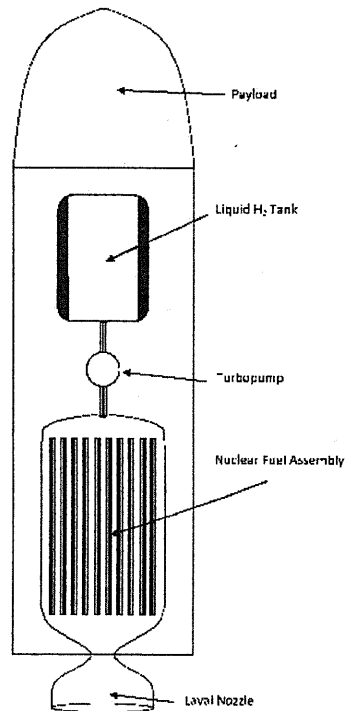 Payload
Liquid H₂ Tank
Turbopump
Nuclear Fuel Assembly
Laval Nozzle